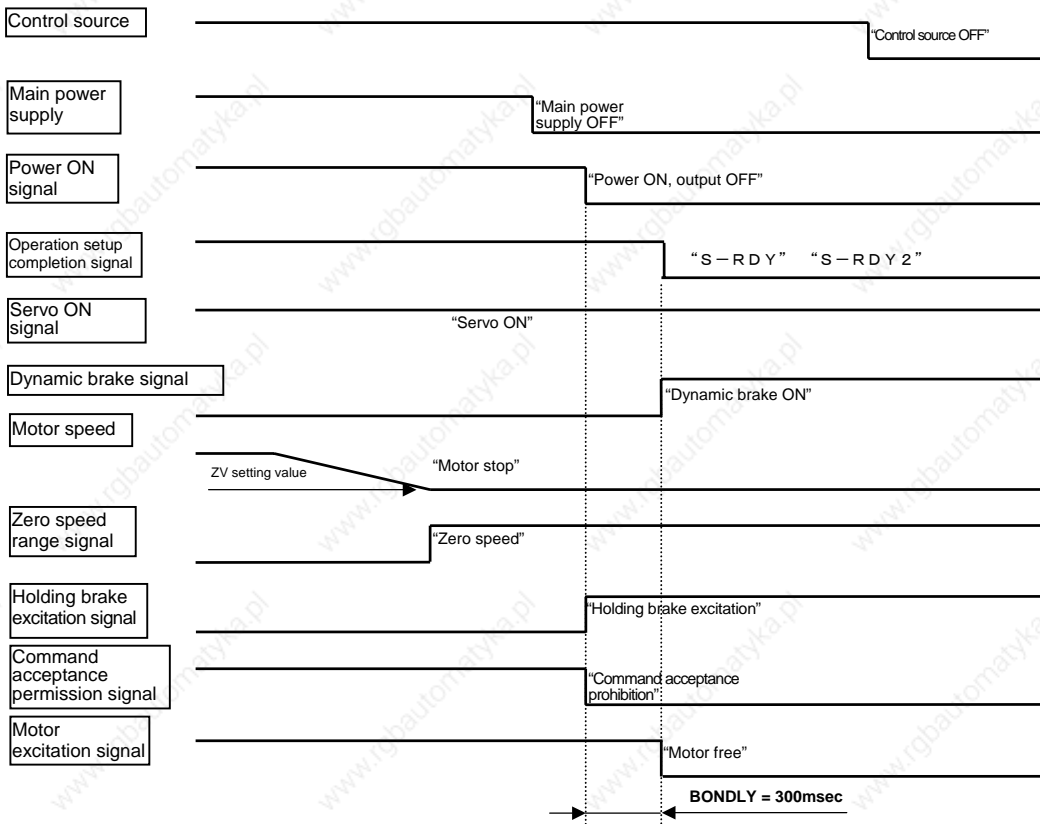 Control source
"Control source OFF"
Main power
supply
"Main power
supply OFF"
Power ON
signal
"Power ON, output OFF"
Operation setup
completion signal
“Ｓ－ＲＤＹ” “Ｓ－ＲＤＹ２”
Servo ON
signal
"Servo ON"
Dynamic brake signal
"Dynamic brake ON"
Motor speed
ZV setting value
"Motor stop"
Zero speed
range signal
"Zero speed"
Holding brake
excitation signal
"Holding brake excitation"
Command
acceptance
permission signal
"Command acceptance
prohibition"
Motor
excitation signal
"Motor free"
BONDLY = 300msec
www.rgbautomatyka.pl